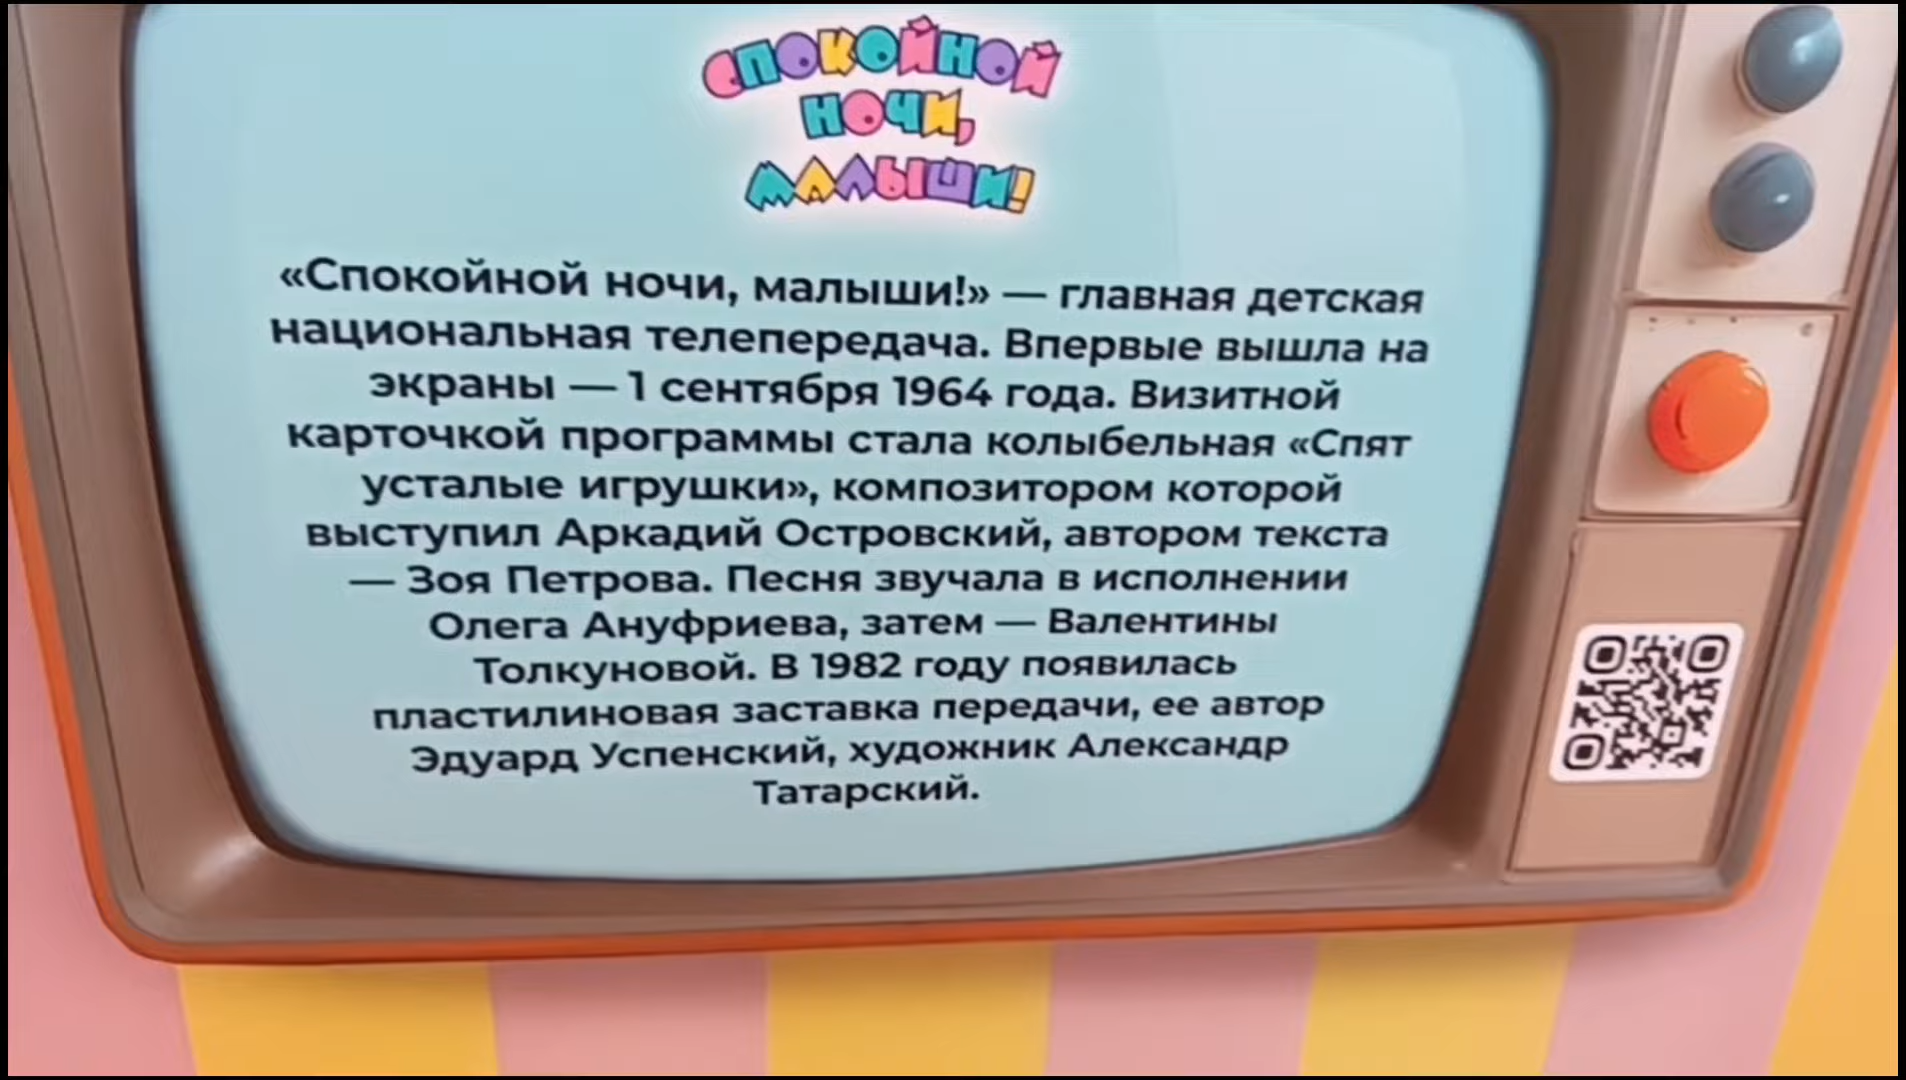 СПОКОЙНОЙ
НОЧИ,
МАЛЫШИ!
«Спокойной ночи, малыши!» — главная детская
национальная телепередача. Впервые вышла на
экраны — 1 сентября 1964 года. Визитной
карточкой программы стала колыбельная «Спят
усталые игрушки», композитором которой
выступил Аркадий Островский, автором текста
— Зоя Петрова. Песня звучала в исполнении
Олега Ануфриева, затем — Валентины
Толкуновой. В 1982 году появилась
пластилиновая заставка передачи, ее автор
Эдуард Успенский, художник Александр
Татарский.